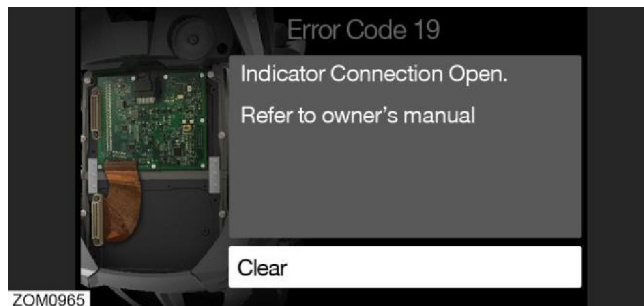 Error Code 19
Indicator Connection Open.
Refer to owner's manual
Clear
ZOM0965